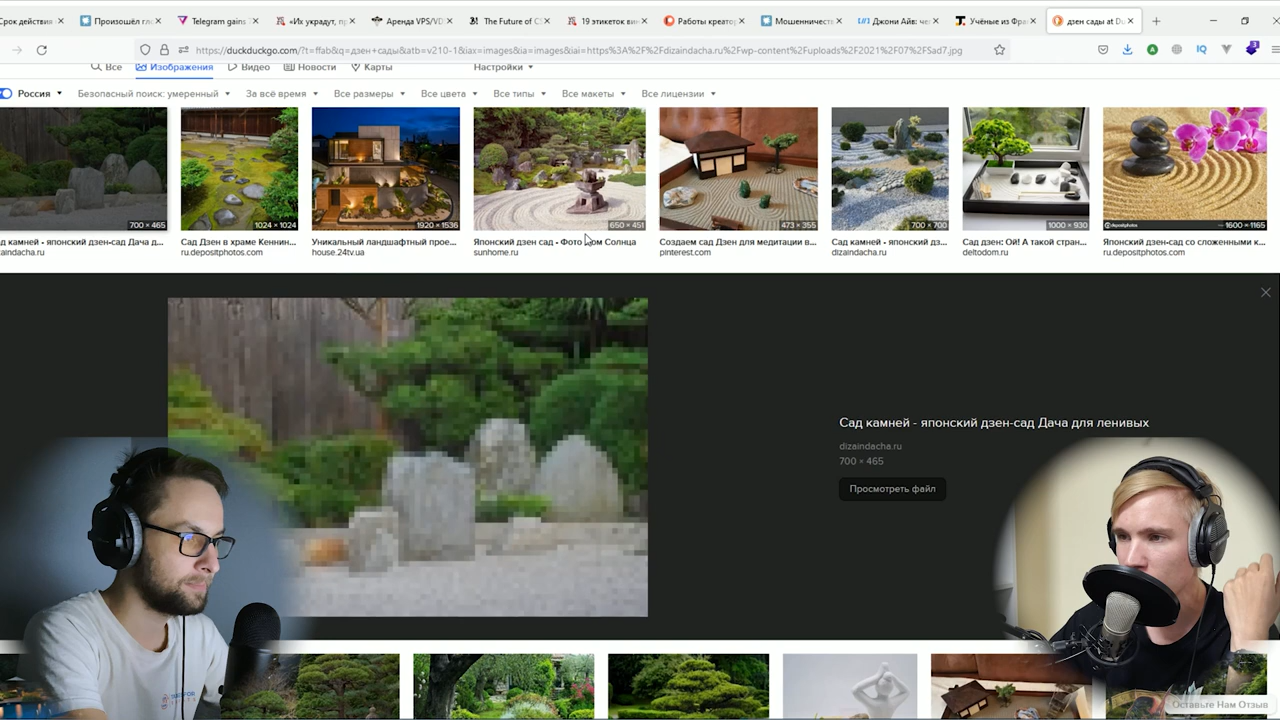 Срок действия
Произошёл гло
Telegram gains
«Их украдут, пр
Аренда VPS/VD
The Future of CS
19 этикеток вин
Работы креатор
Мошенничест
Джони Айв: че
Учёные из Фра
дзен сады at Du
https://duckduckgo.com/?t=ffab&q=дзен+сады&atb=v210-1&iax=images&ia=images&iai=https%3A%2F%2Fdizaindacha.ru%2Fwp-content%2Fuploads%2F2021%2F07%2FSad7.jpg
IQ
3
Все
Изображения
Видео
Новости
Карты
Настройки
Россия
Безопасный поиск: умеренный
За всё время
Все размеры
Все цвета
Все типы
Все макеты
Все лицензии
700 × 465
1024 × 1024
1920 × 1536
650 × 451
473 × 355
700 × 700
1000 × 930
depositphotos
1600 × 1165
д камней • японский дзен-сад Дача д...
Сад Дзен в храме Кеннин...
Уникальный ландшафтный прое...
Японский дзен сад • Фото Дом Солнца
Создаем сад Дзен для медитации в...
Сад камней • японский дз...
Сад дзен: Ой! А такой стран...
Японский дзен-сад со сложенными к...
aindacha.ru
ru.depositphotos.com
house.24tv.ua
sunhome.ru
pinterest.com
dizaindacha.ru
deltodom.ru
ru.depositphotos.com
Сад камней - японский дзен-сад Дача для ленивых
dizaindacha.ru
700 × 465
Просмотреть файл
Оставьте Нам Отзыв